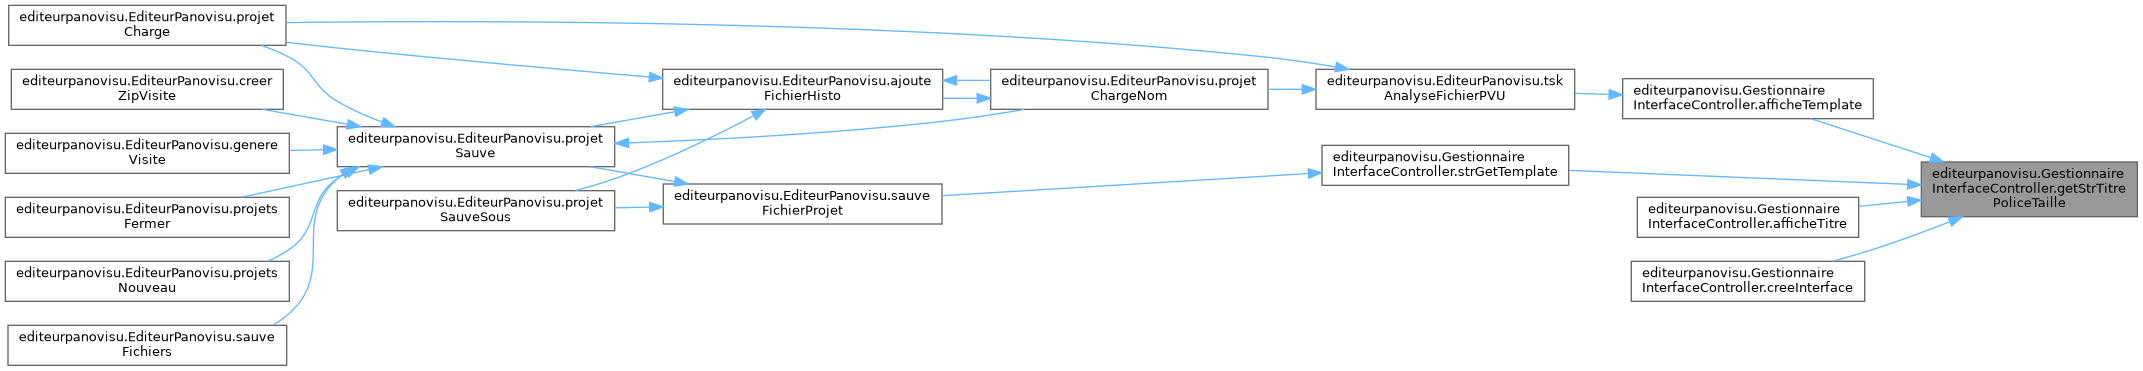 editeurpanovisu.EditeurPanovisu.projet
Charge
editeurpanovisu.EditeurPanovisu.creer
ZipVisite
editeurpanovisu.EditeurPanovisu.genere
Visite
editeurpanovisu.EditeurPanovisu.projets
Fermer
editeurpanovisu.EditeurPanovisu.projets
Nouveau
editeurpanovisu.EditeurPanovisu.sauve
Fichiers
editeurpanovisu.EditeurPanovisu.projet
Sauve
editeurpanovisu.EditeurPanovisu.projet
SauveSous
editeurpanovisu.EditeurPanovisu.ajoute
FichierHisto
editeurpanovisu.EditeurPanovisu.sauve
FichierProjet
editeurpanovisu.EditeurPanovisu.projet
ChargeNom
editeurpanovisu.EditeurPanovisu.tsk
AnalyseFichierPVU
editeurpanovisu.Gestionnaire
InterfaceController.strGetTemplate
editeurpanovisu.Gestionnaire
InterfaceController.afficheTemplate
editeurpanovisu.Gestionnaire
InterfaceController.afficheTitre
editeurpanovisu.Gestionnaire
InterfaceController.creeInterface
editeurpanovisu.Gestionnaire
InterfaceController.getStrTitre
PoliceTaille